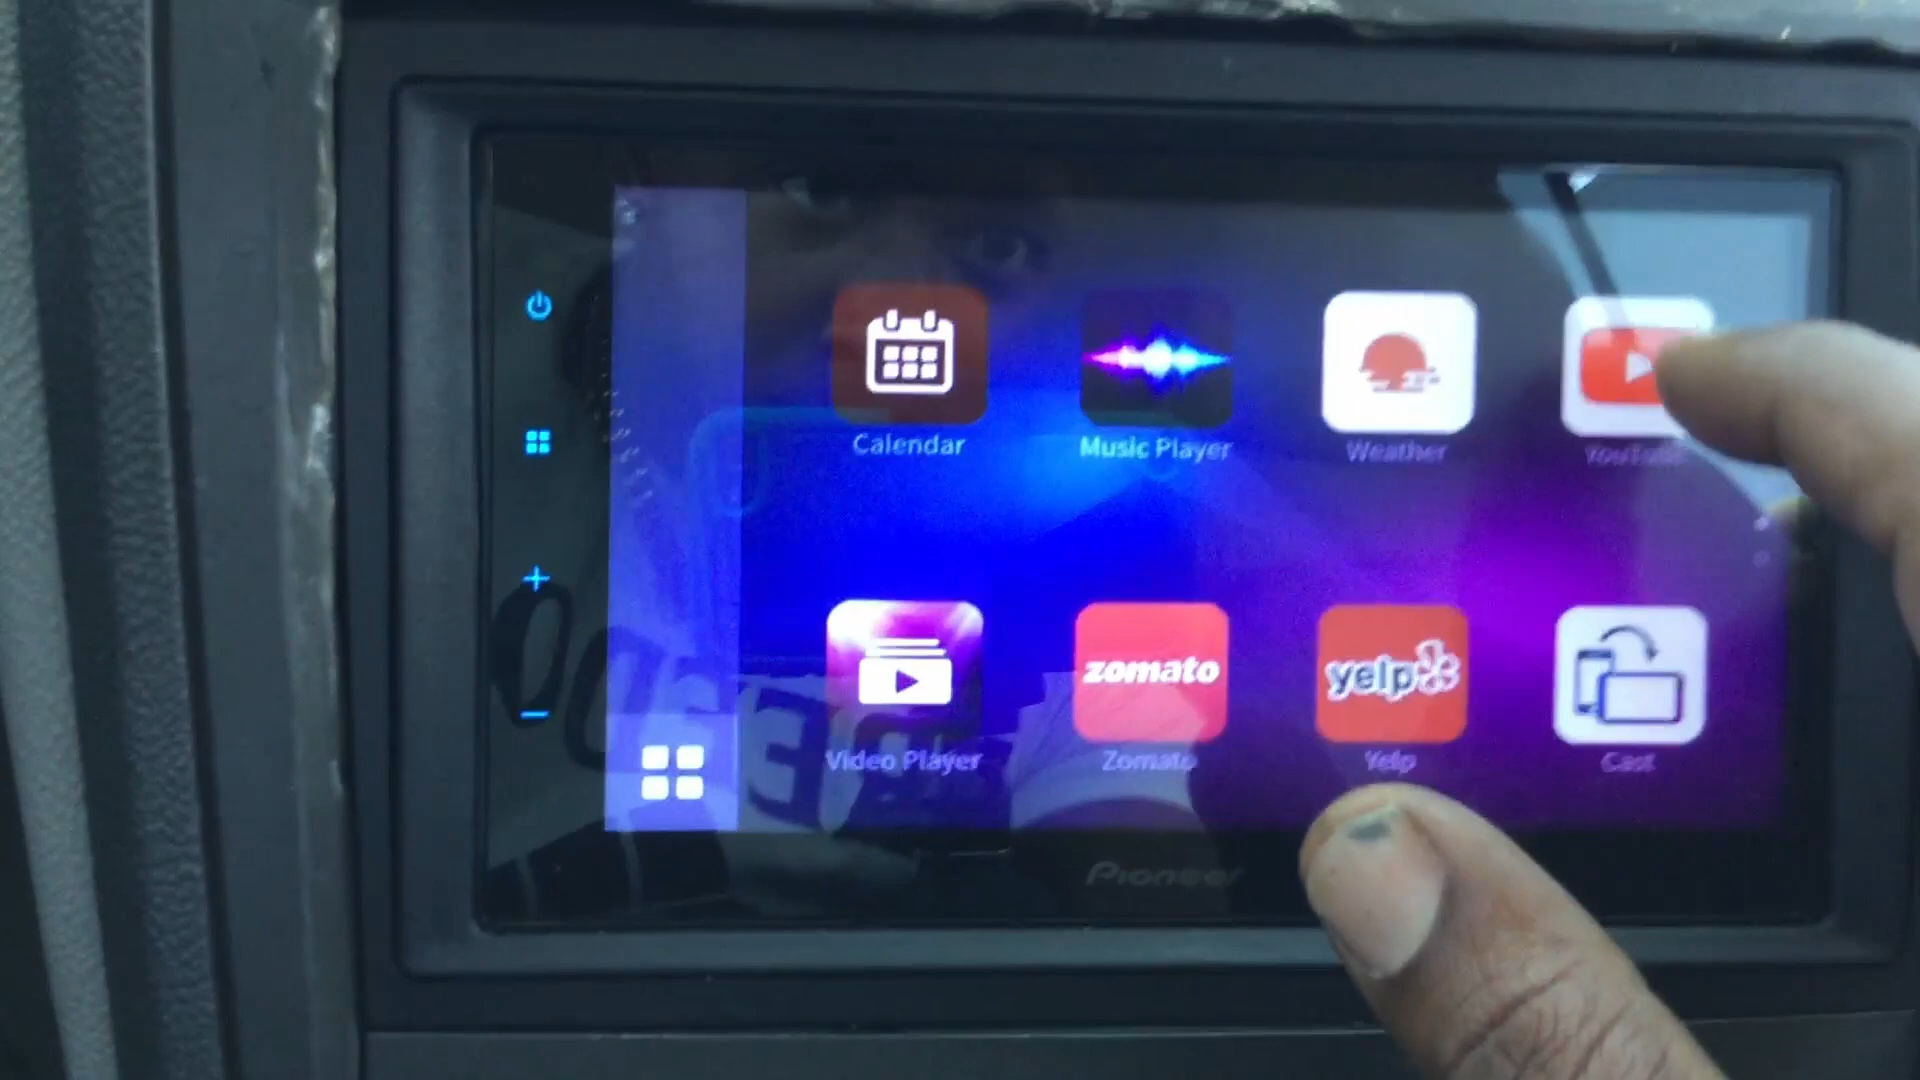 Calendar
Music Player
Weather
YouTube
zomato
yelp
Video Player
Zomato
Yelp
Cast
Pioneer